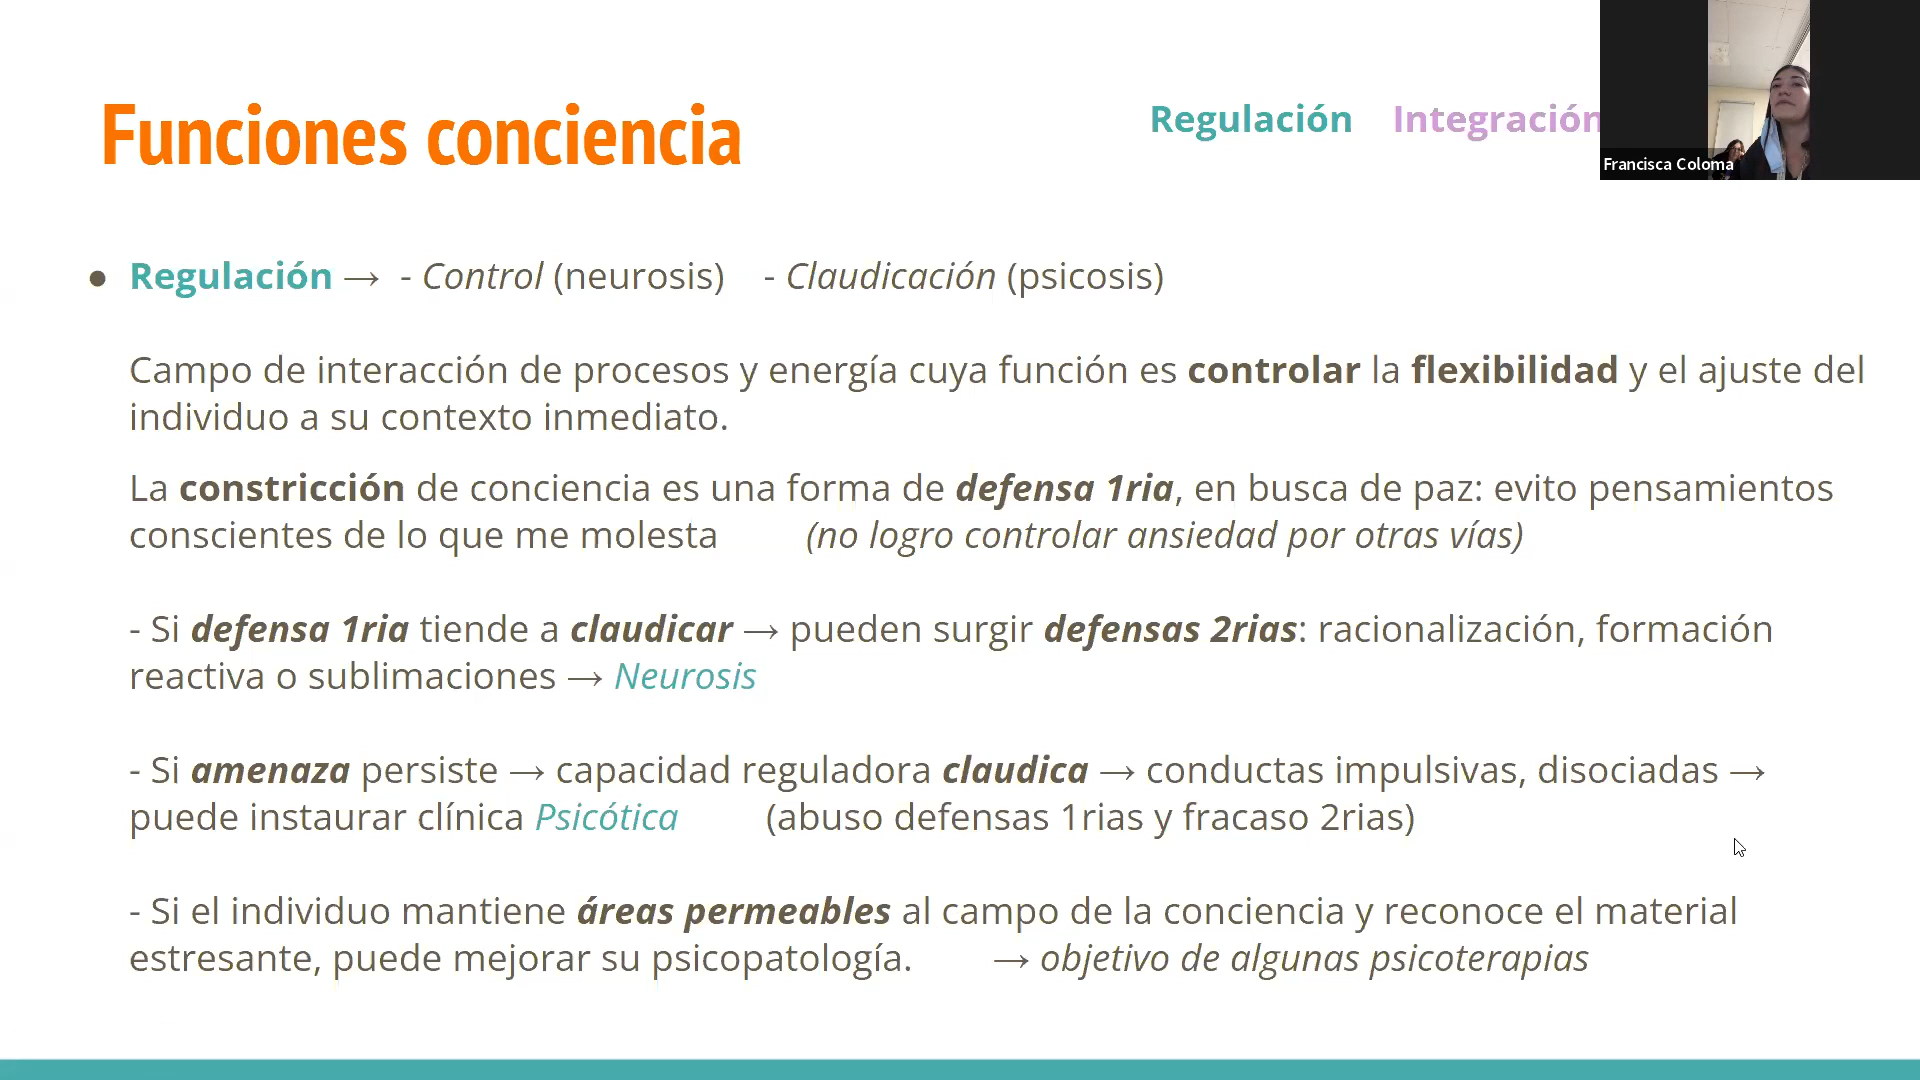 Funciones conciencia
Regulación Integración
Francisca Coloma
● Regulación → - Control (neurosis) - Claudicación (psicosis)
Campo de interacción de procesos y energía cuya función es controlar la flexibilidad y el ajuste del
individuo a su contexto inmediato.
La constricción de conciencia es una forma de defensa 1ria, en busca de paz: evito pensamientos
conscientes de lo que me molesta (no logro controlar ansiedad por otras vías)
- Si defensa 1ria tiende a claudicar → pueden surgir defensas 2rias: racionalización, formación
reactiva o sublimaciones → Neurosis
- Si amenaza persiste → capacidad reguladora claudica → conductas impulsivas, disociadas →
puede instaurar clínica Psicótica (abuso defensas 1rias y fracaso 2rias)
- Si el individuo mantiene áreas permeables al campo de la conciencia y reconoce el material
estresante, puede mejorar su psicopatología. → objetivo de algunas psicoterapias